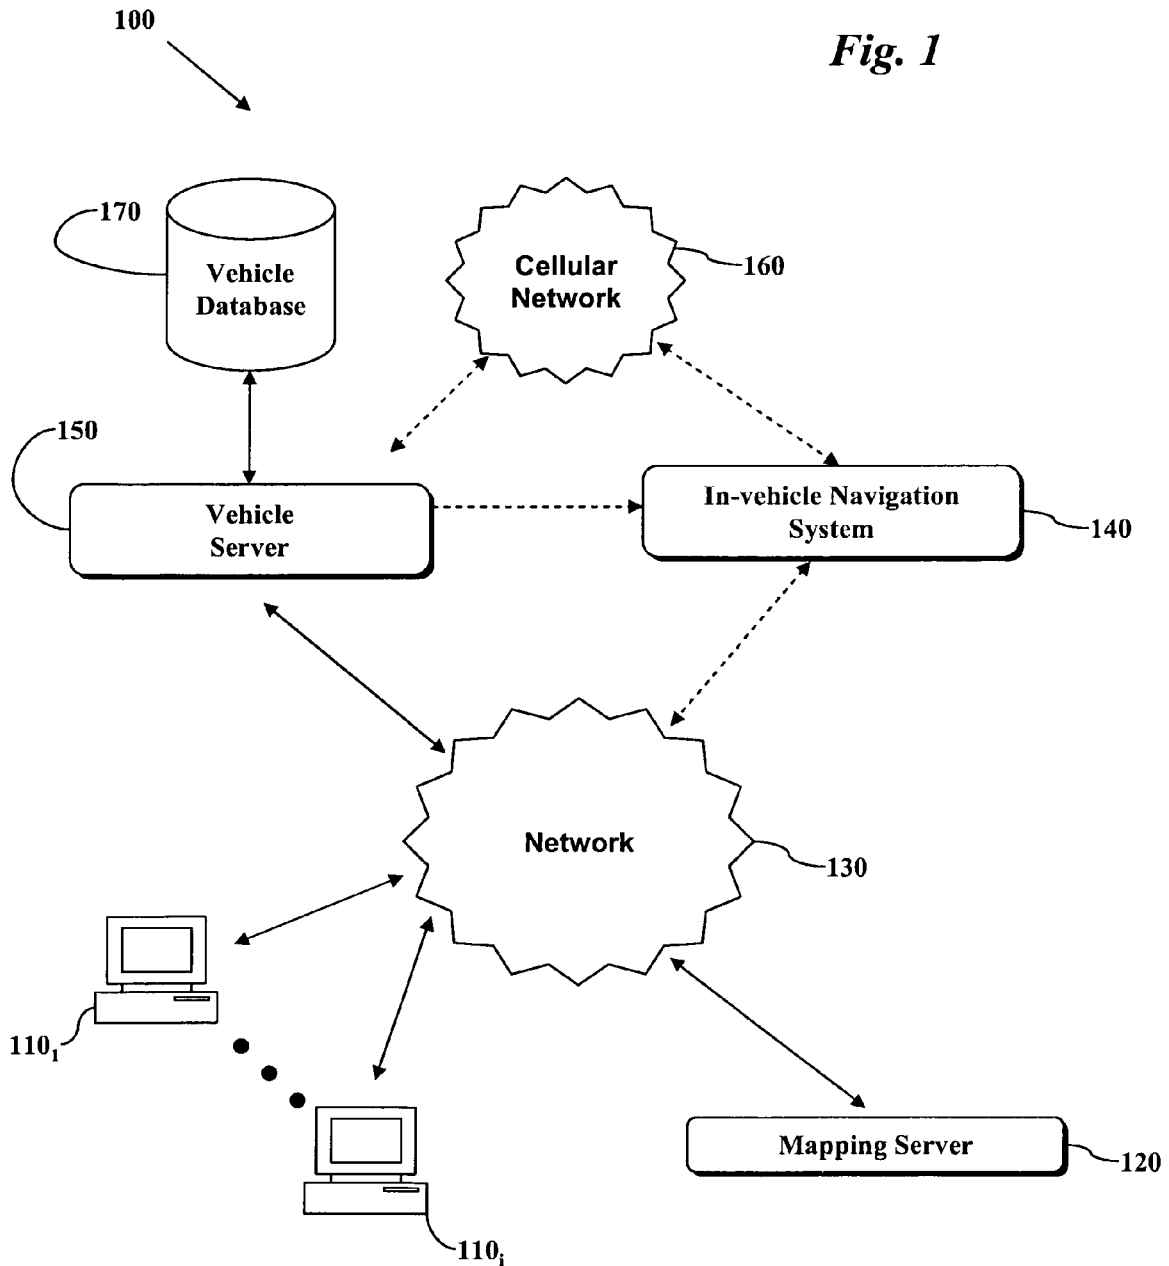 100
Fig. 1
170
Vehicle
Database
Cellular
Network
160
150
Vehicle
Server
In-vehicle Navigation
System
140
Network
130
110₁
Mapping Server
120
110ᵢ